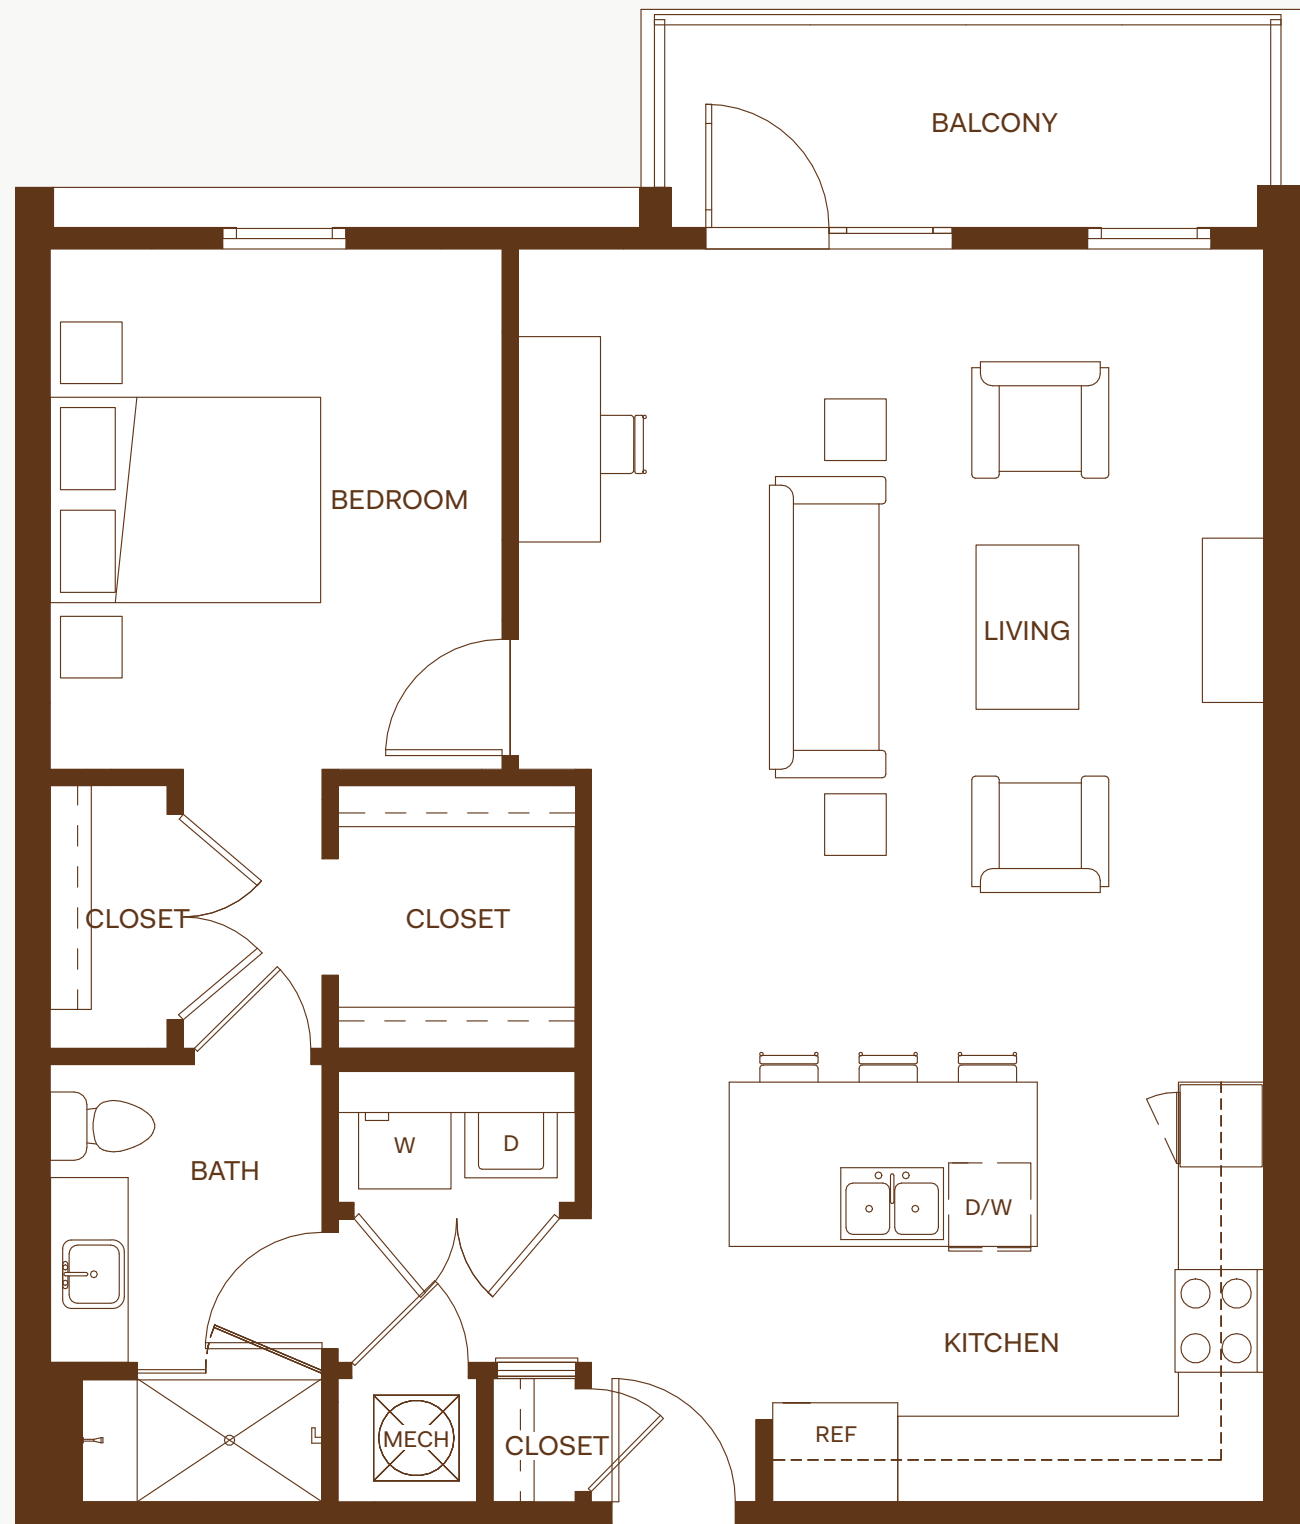 BALCONY
BEDROOM
LIVING
CLOSET
CLOSET
W
D
BATH
D/W
KITCHEN
REF
MECH
CLOSET